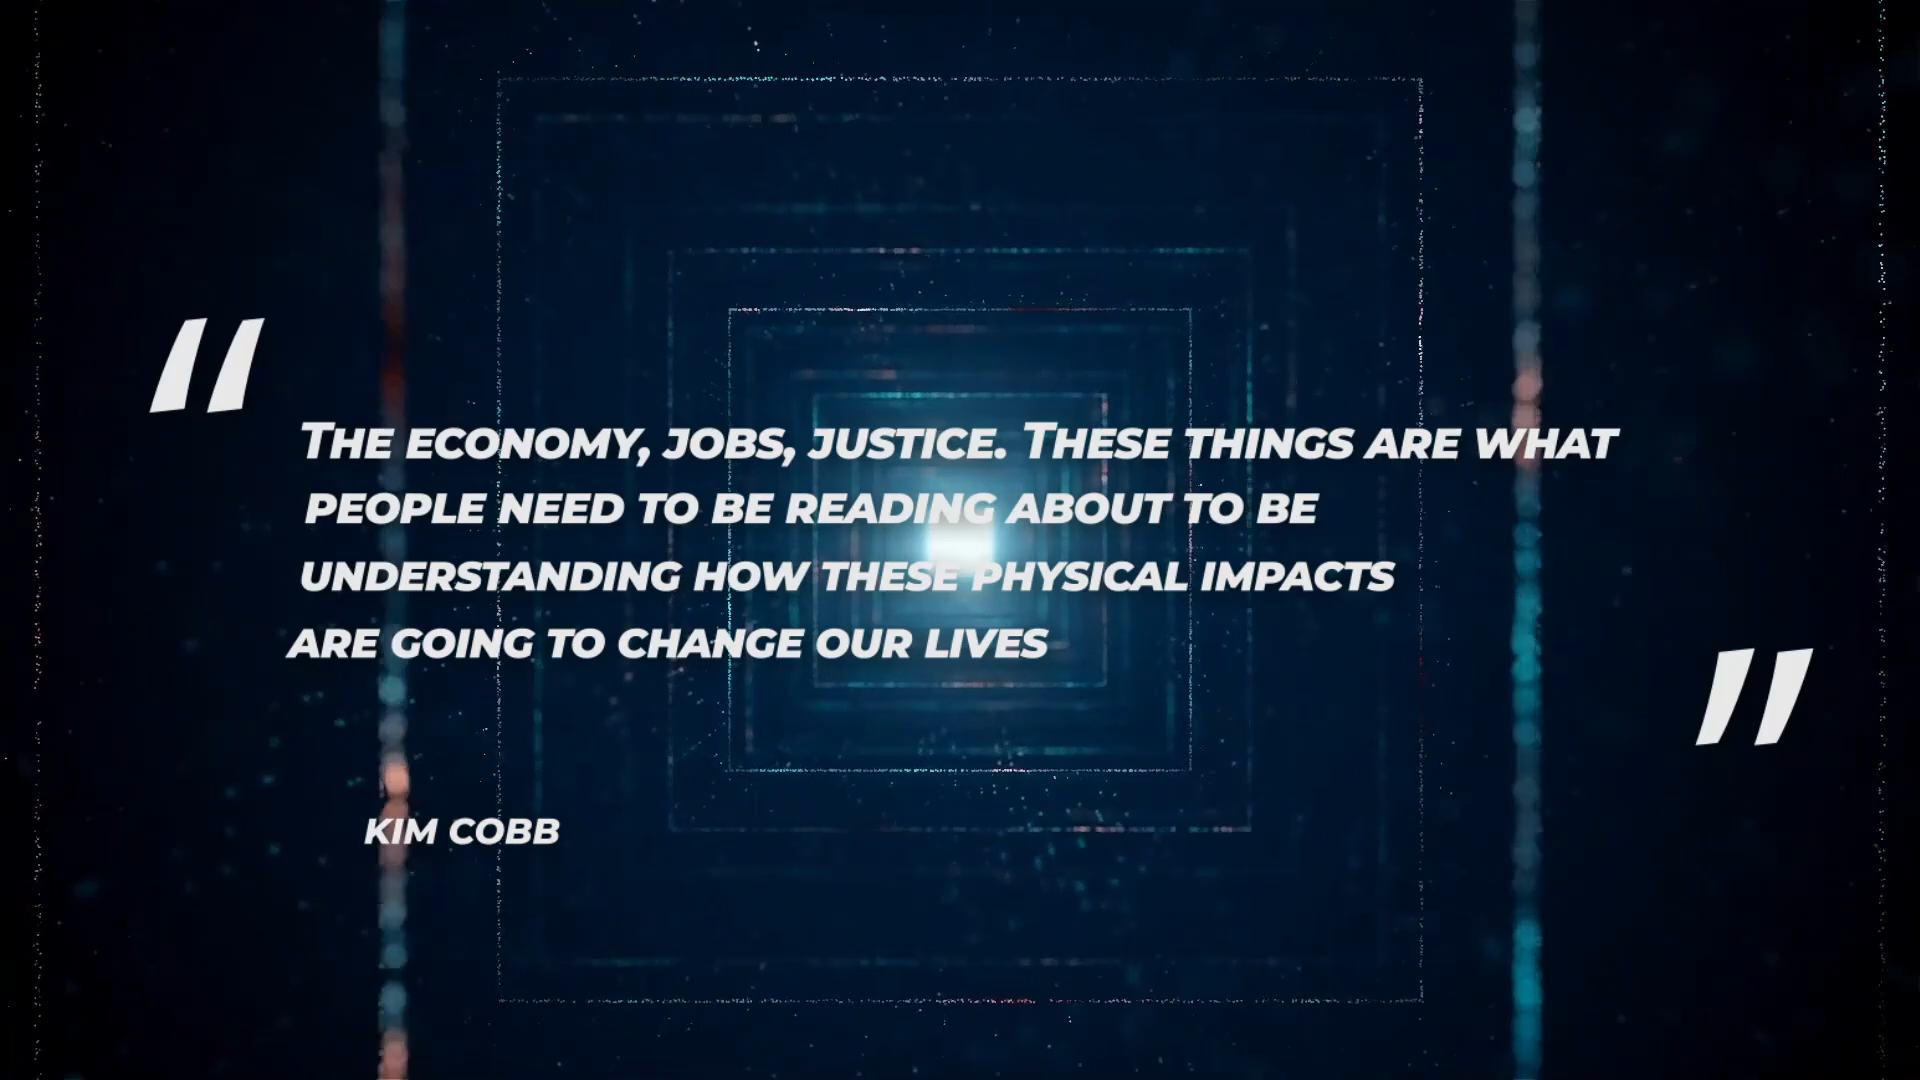 “
The economy, jobs, justice. These things are what
people need to be reading about to be
understanding how these physical impacts
are going to change our lives
”
KIM COBB